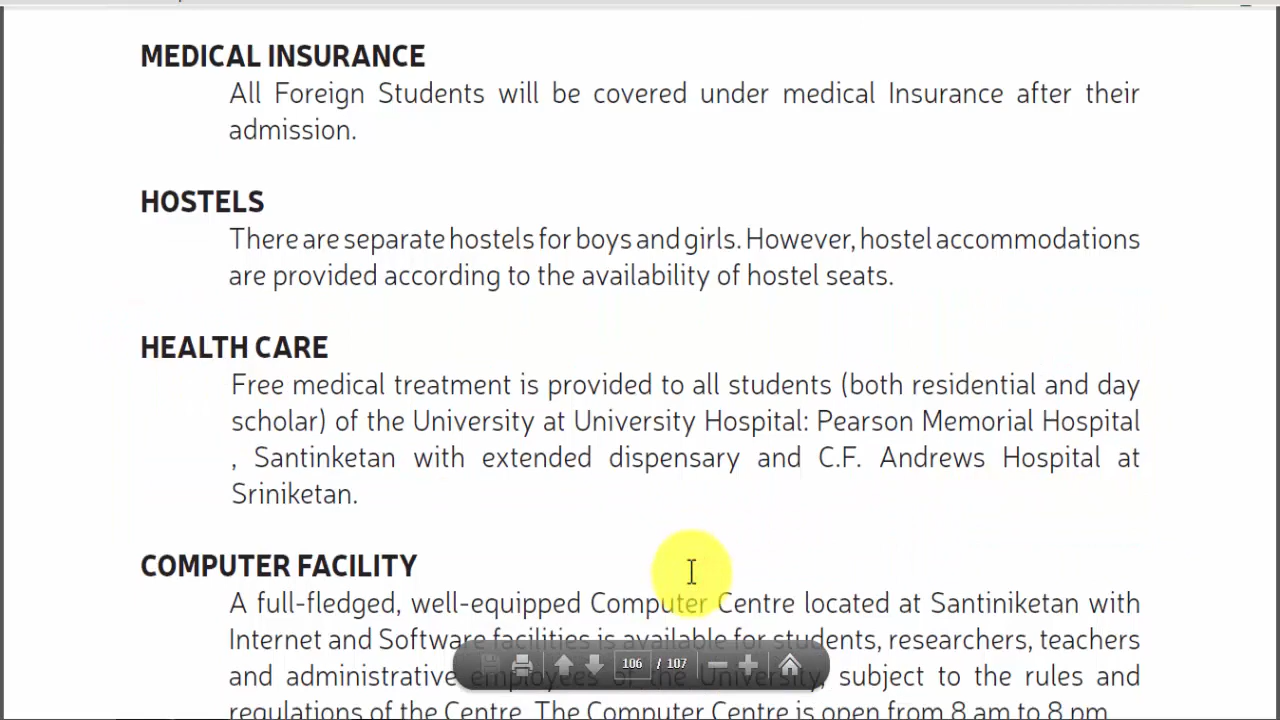 MEDICAL INSURANCE
All Foreign Students will be covered under medical Insurance after their
admission.
HOSTELS
There are separate hostels for boys and girls. However, hostel accommodations
are provided according to the availability of hostel seats.
HEALTH CARE
Free medical treatment is provided to all students (both residential and day
scholar) of the University at University Hospital: Pearson Memorial Hospital
, Santinketan with extended dispensary and C.F. Andrews Hospital at
Sriniketan.
COMPUTER FACILITY
A full-fledged, well-equipped Computer Centre located at Santiniketan with
Internet and Software facilities is available for students, researchers, teachers
and administrative employees of the University, subject to the rules and
106 / 107
regulations of the Centre. The Computer Centre is open from 8 am to 8 pm